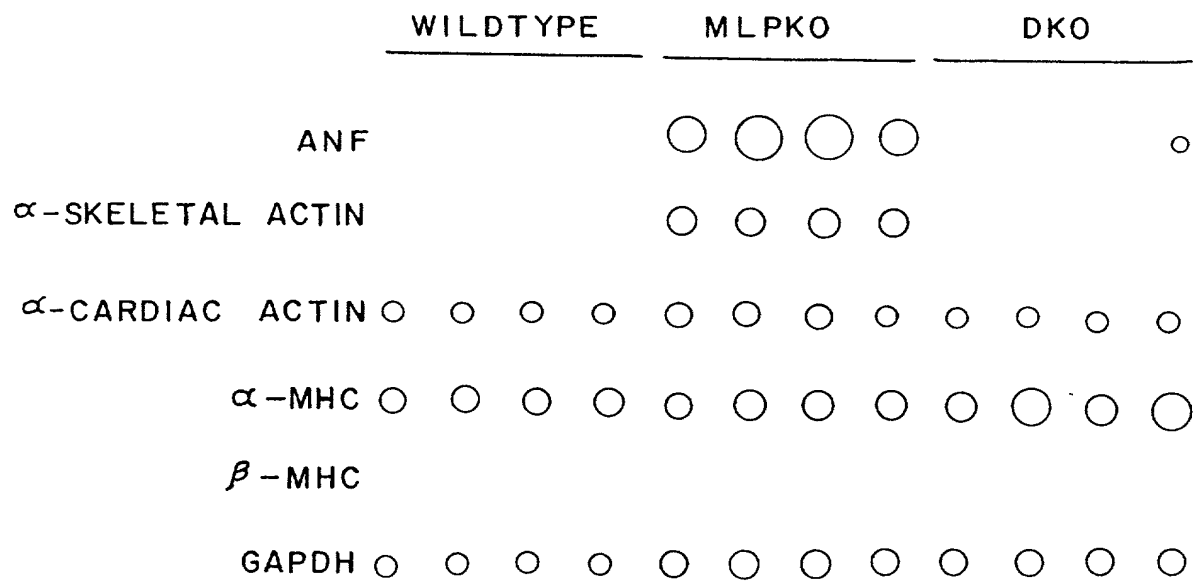 WILDTYPE MLPKO DKO
ANF
α-SKELETAL ACTIN
α-CARDIAC ACTIN
α-MHC
β-MHC
GAPDH